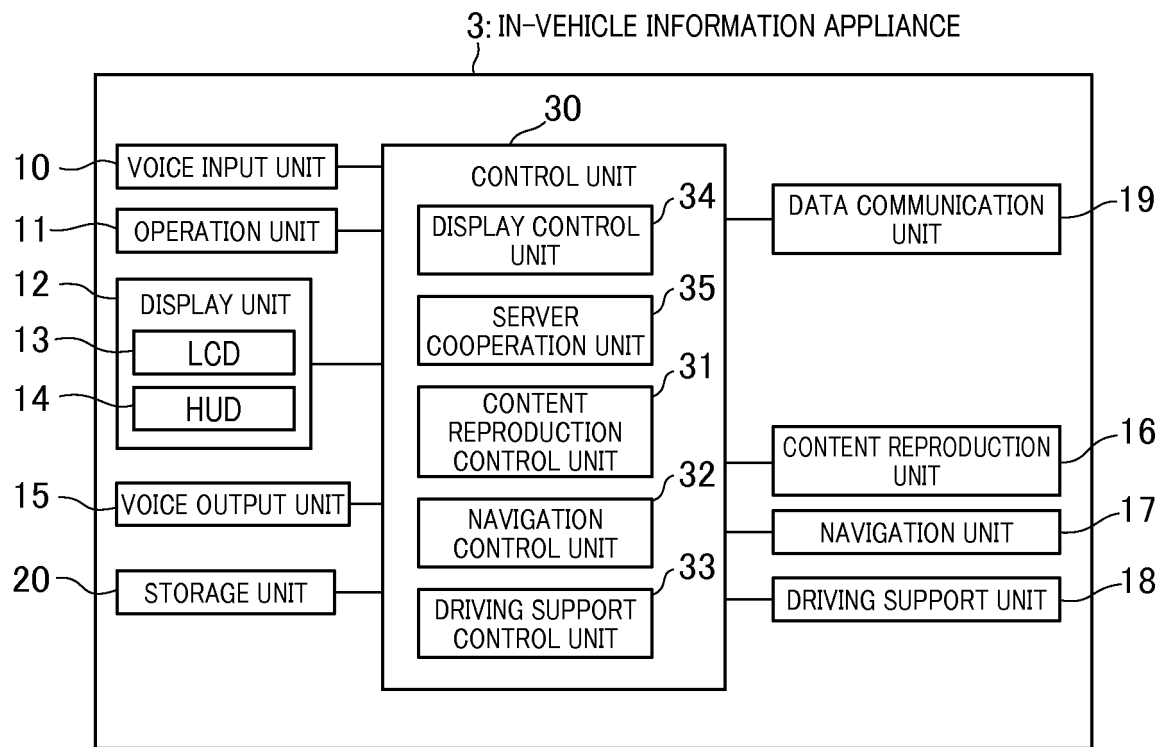 3: IN-VEHICLE INFORMATION APPLIANCE
30
10
VOICE INPUT UNIT
11
OPERATION UNIT
12
DISPLAY UNIT
13
LCD
14
HUD
15
VOICE OUTPUT UNIT
20
STORAGE UNIT
CONTROL UNIT
34
DISPLAY CONTROL
UNIT
35
SERVER
COOPERATION UNIT
31
CONTENT
REPRODUCTION
CONTROL UNIT
32
NAVIGATION
CONTROL UNIT
33
DRIVING SUPPORT
CONTROL UNIT
DATA COMMUNICATION
UNIT
19
CONTENT REPRODUCTION
UNIT
16
NAVIGATION UNIT
17
DRIVING SUPPORT UNIT
18